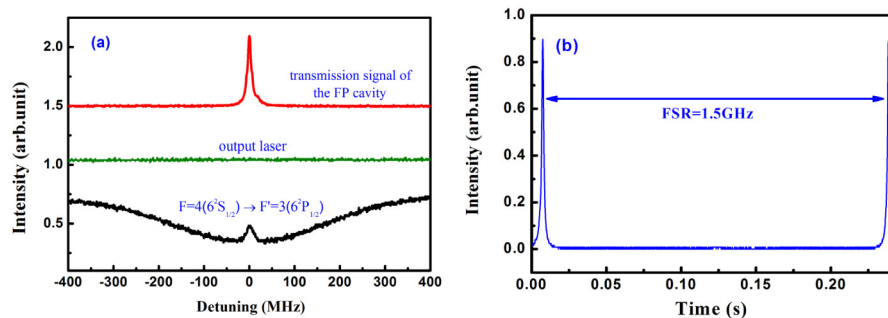 (a)
2.0
1.5
1.0
0.5
Intensity (arb.unit)
transmission signal of
the FP cavity
output laser
F=4(6²S₁/₂) → F'=3(6²P₁/₂)
-400 -300 -200 -100 0 100 200 300 400
Detuning (MHz)
(b)
1.0
0.8
0.6
0.4
0.2
0.0
Intensity (arb.unit)
FSR=1.5GHz
0.00 0.05 0.10 0.15 0.20
Time (s)